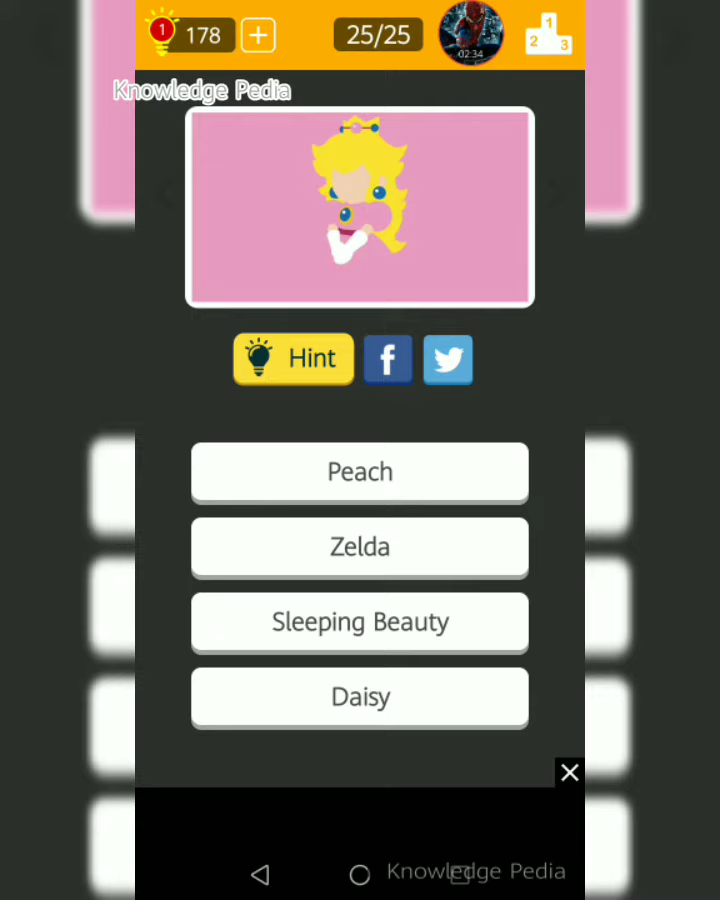 1
178
25/25
02:34
1
2
3
Knowledge Pedia
Hint
f
Peach
Zelda
Sleeping Beauty
Daisy
Knowledge Pedia